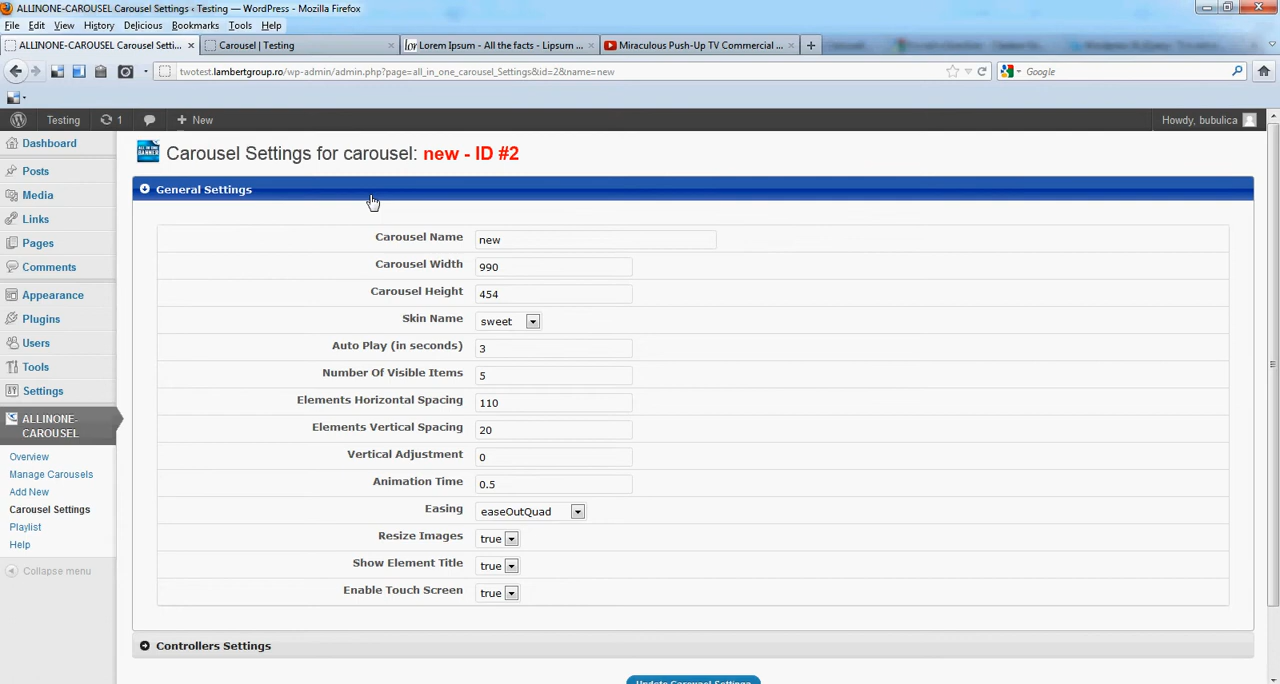 ALLINONE-CAROUSEL Carousel Settings ‹ Testing — WordPress - Mozilla Firefox
File Edit View History Delicious Bookmarks Tools Help
ALLINONE-CAROUSEL Carousel Setti... × Carousel | Testing × Lorem Ipsum - All the facts - Lipsum ... × Miraculous Push-Up TV Commercial ... × +
twotest.lambertgroup.ro/wp-admin/admin.php?page=all_in_one_carousel_Settings&id=2&name=new Google
Testing 1 + New Howdy, bubulica
Dashboard
Posts
Media
Links
Pages
Comments
Appearance
Plugins
Users
Tools
Settings
ALLINONE-
CAROUSEL
Overview
Manage Carousels
Add New
Carousel Settings
Playlist
Help
Collapse menu
ALL IN ONE
BANNER
Carousel Settings for carousel: new - ID #2
General Settings
Carousel Name new
Carousel Width 990
Carousel Height 454
Skin Name sweet
Auto Play (in seconds) 3
Number Of Visible Items 5
Elements Horizontal Spacing 110
Elements Vertical Spacing 20
Vertical Adjustment 0
Animation Time 0.5
Easing easeOutQuad
Resize Images true
Show Element Title true
Enable Touch Screen true
Controllers Settings
Update Carousel Settings